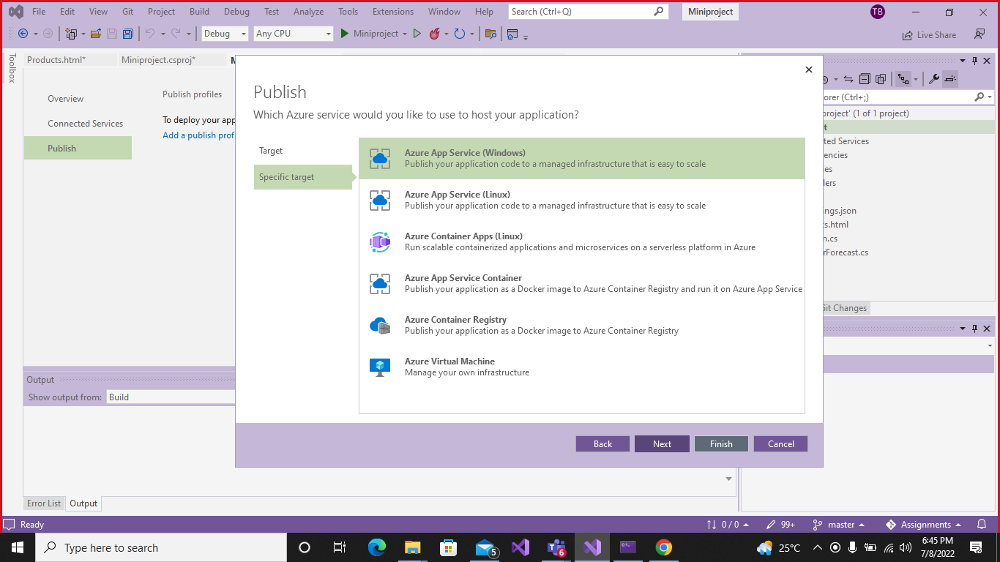 File Edit View Git Project Build Debug Test Analyze Tools Extensions Window Help Search (Ctrl+Q) Miniproject TB
Debug Any CPU Miniproject Live Share
Toolbox
Products.html* Miniproject.csproj* M
Overview
Connected Services
Publish
Publish profiles
To deploy your app
Add a publish prof
Publish
Which Azure service would you like to use to host your application?
Target
Specific target
Azure App Service (Windows)
Publish your application code to a managed infrastructure that is easy to scale
Azure App Service (Linux)
Publish your application code to a managed infrastructure that is easy to scale
Azure Container Apps (Linux)
Run scalable containerized applications and microservices on a serverless platform in Azure
Azure App Service Container
Publish your application as a Docker image to Azure Container Registry and run it on Azure App Service
Azure Container Registry
Publish your application as a Docker image to Azure Container Registry
Azure Virtual Machine
Manage your own infrastructure
Back Next Finish Cancel
orer (Ctrl+;)
project' (1 of 1 project)
t
ted Services
encies
es
ders
ings.json
ts.html
n.cs
rForecast.cs
Git Changes
Output
Show output from: Build
Error List Output
Ready 0 / 0 99+ master Assignments
Type here to search 5 6 25°C 6:45 PM
7/8/2022